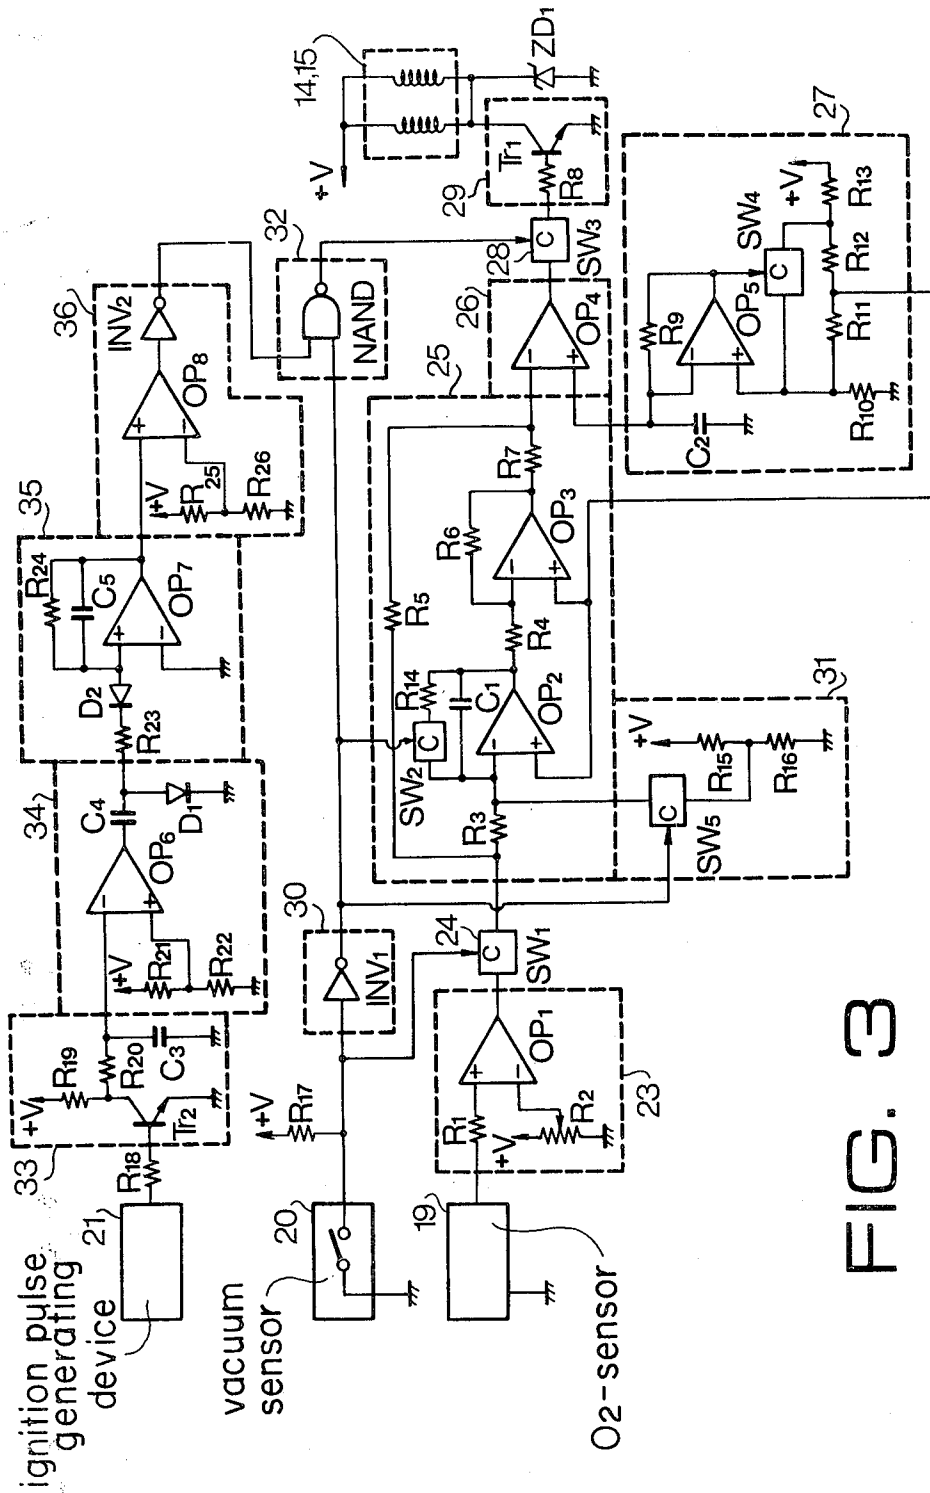 ignition pulse
generating
device
21
R18
33
+V
R19
R20
C3
Tr2
34
+V
R21
R22
OP6
C4
D1
35
R23
D2
R24
C5
OP7
36
+V
R25
R26
OP8
INV2
vacuum
sensor
20
+V
R17
30
INV1
32
NAND
O2-sensor
19
R1
+V
R2
OP1
23
24
C
SW1
25
R3
SW2
C
R14
C1
OP2
R4
R5
R6
OP3
R7
26
OP4
28
C
SW3
29
R8
Tr1
14,15
+V
ZD1
31
C
SW5
+V
R15
R16
27
C2
R9
OP5
SW4
C
+V
R10
R11
R12
R13
FIG. 3